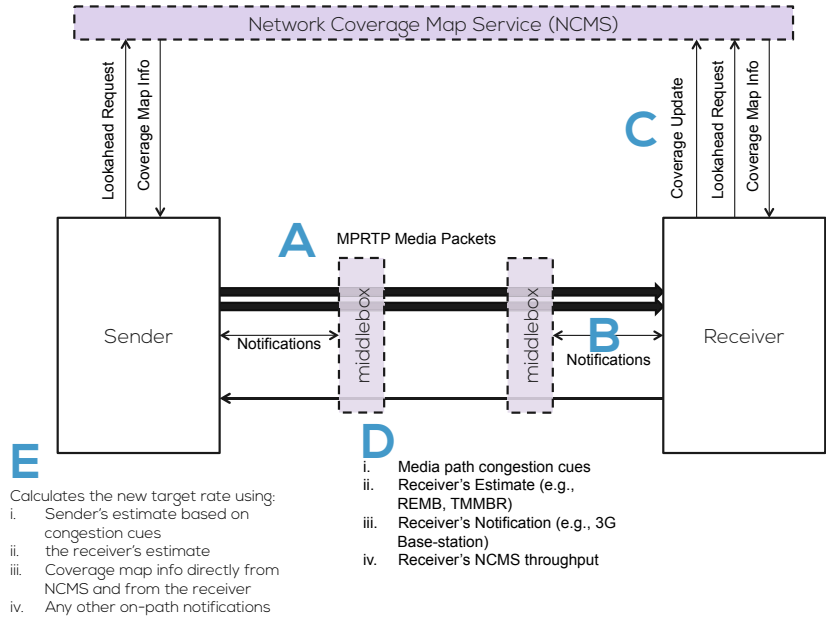 Network Coverage Map Service (NCMS)
Lookahead Request
Coverage Map Info
C
Coverage Update
Lookahead Request
Coverage Map Info
A
MPRTP Media Packets
Sender
Notifications
middlebox
middlebox
B
Notifications
Receiver
D
i. Media path congestion cues
ii. Receiver's Estimate (e.g.,
REMB, TMMBR)
iii. Receiver's Notification (e.g., 3G
Base-station)
iv. Receiver's NCMS throughput
E
Calculates the new target rate using:
i. Sender's estimate based on
congestion cues
ii. the receiver's estimate
iii. Coverage map info directly from
NCMS and from the receiver
iv. Any other on-path notifications